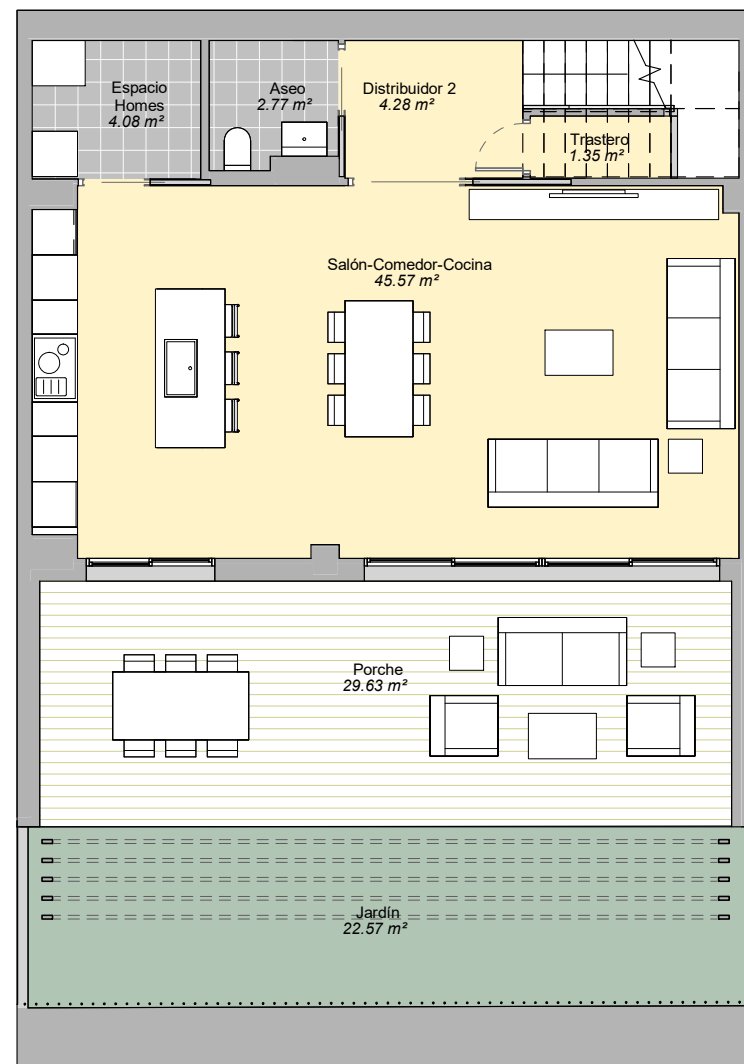 Espacio
Homes
4.08 m²
Aseo
2.77 m²
Distribuidor 2
4.28 m²
Trastero
1.35 m²
Salón-Comedor-Cocina
45.57 m²
Porche
29.63 m²
Jardín
22.57 m²